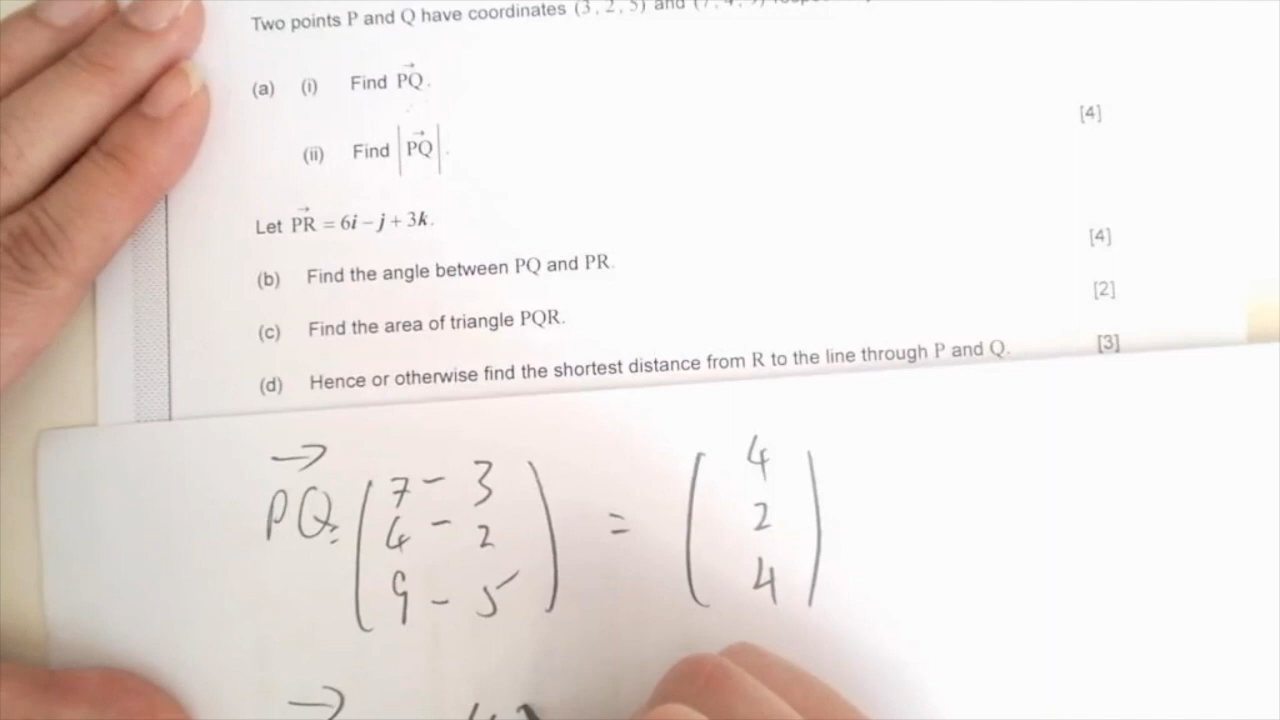 Two points P and Q have coordinates (3, 2, 5) and (7, 4,
(a) (i) Find PQ⃗.
[4]
(ii) Find |PQ⃗|.
Let PR⃗ = 6i – j + 3k.
[4]
(b) Find the angle between PQ and PR.
[2]
(c) Find the area of triangle PQR.
[3]
(d) Hence or otherwise find the shortest distance from R to the line through P and Q.
→
PQ: ( 7 - 3 ) = ( 4 )
4 - 2 2
9 - 5 4
→